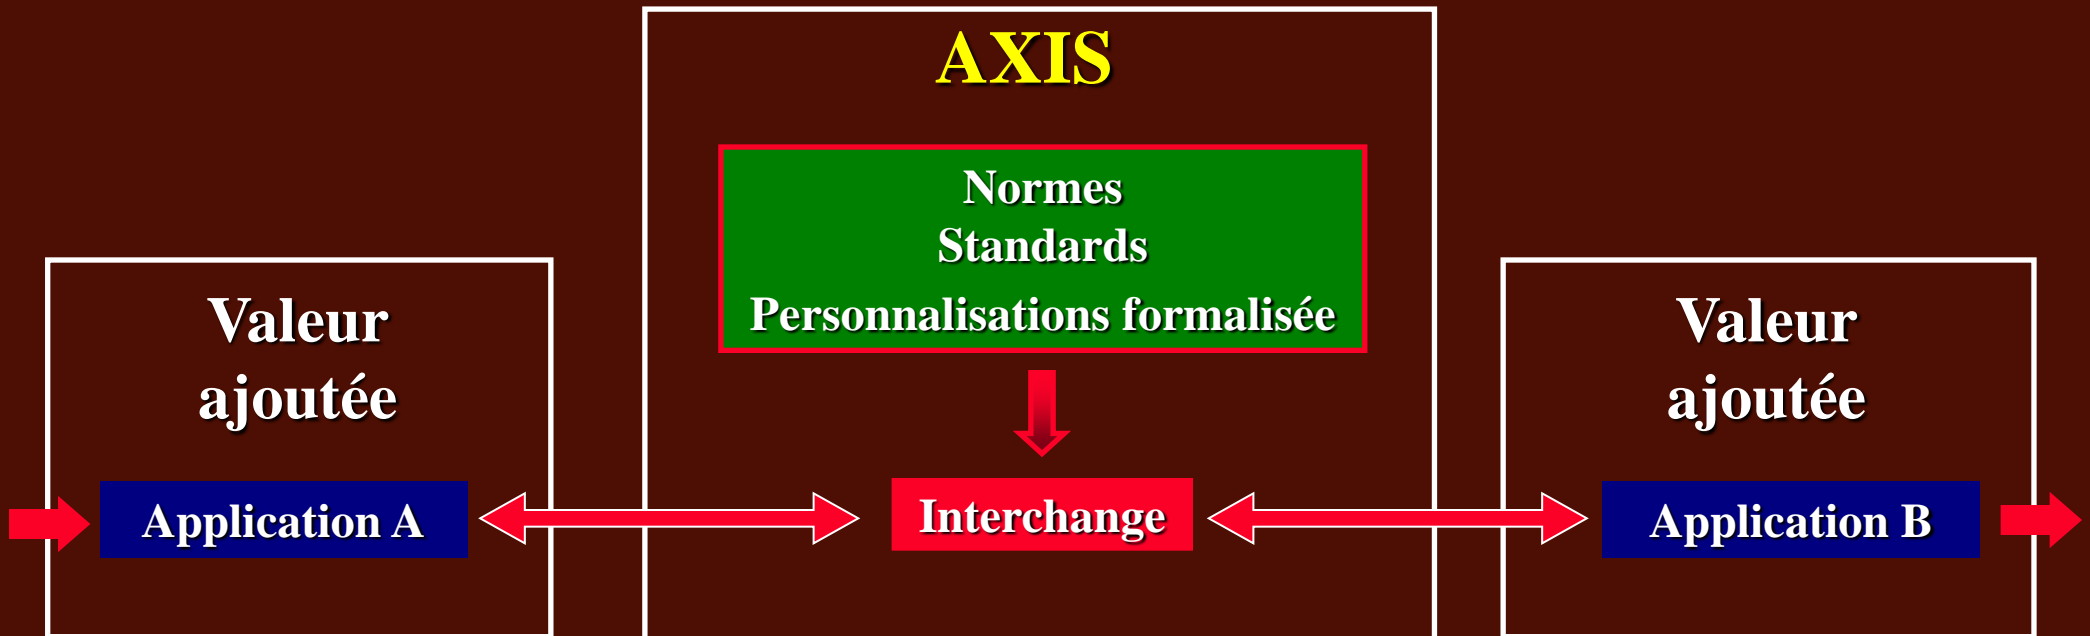 AXIS
Normes
Standards
Personnalisations formalisée
Valeur
ajoutée
Application A
Interchange
Valeur
ajoutée
Application B